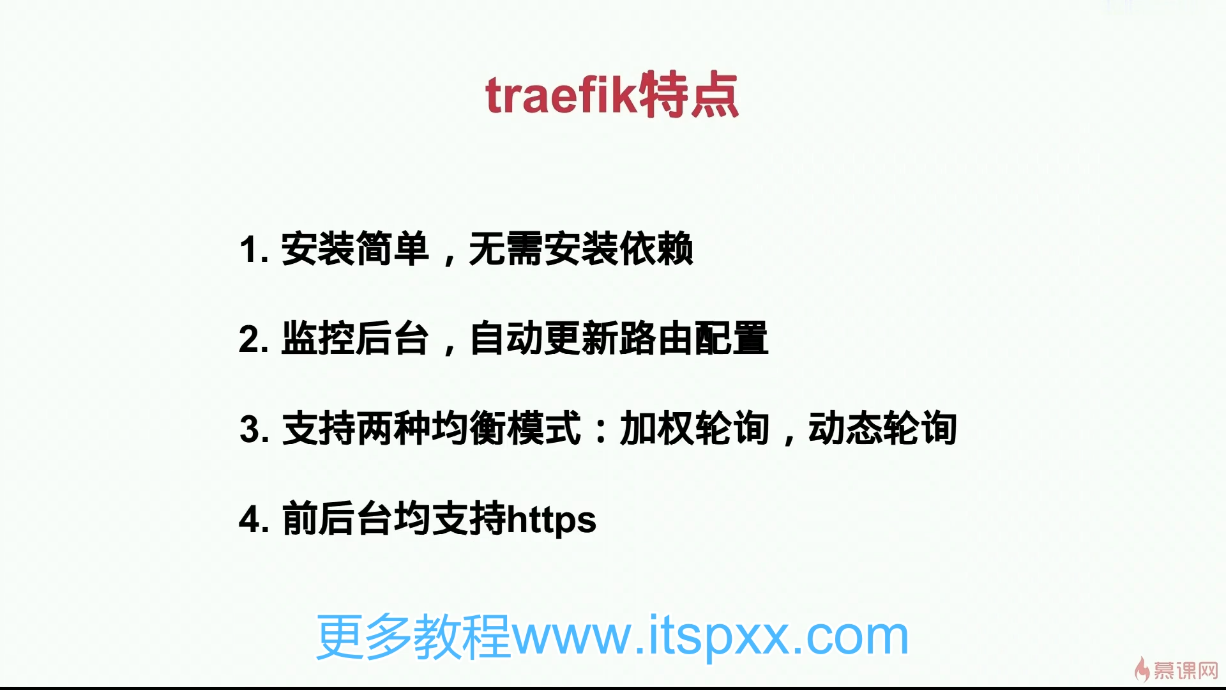 traefik特点
1. 安装简单，无需安装依赖
2. 监控后台，自动更新路由配置
3. 支持两种均衡模式：加权轮询，动态轮询
4. 前后台均支持https
更多教程www.itspxx.com
慕课网